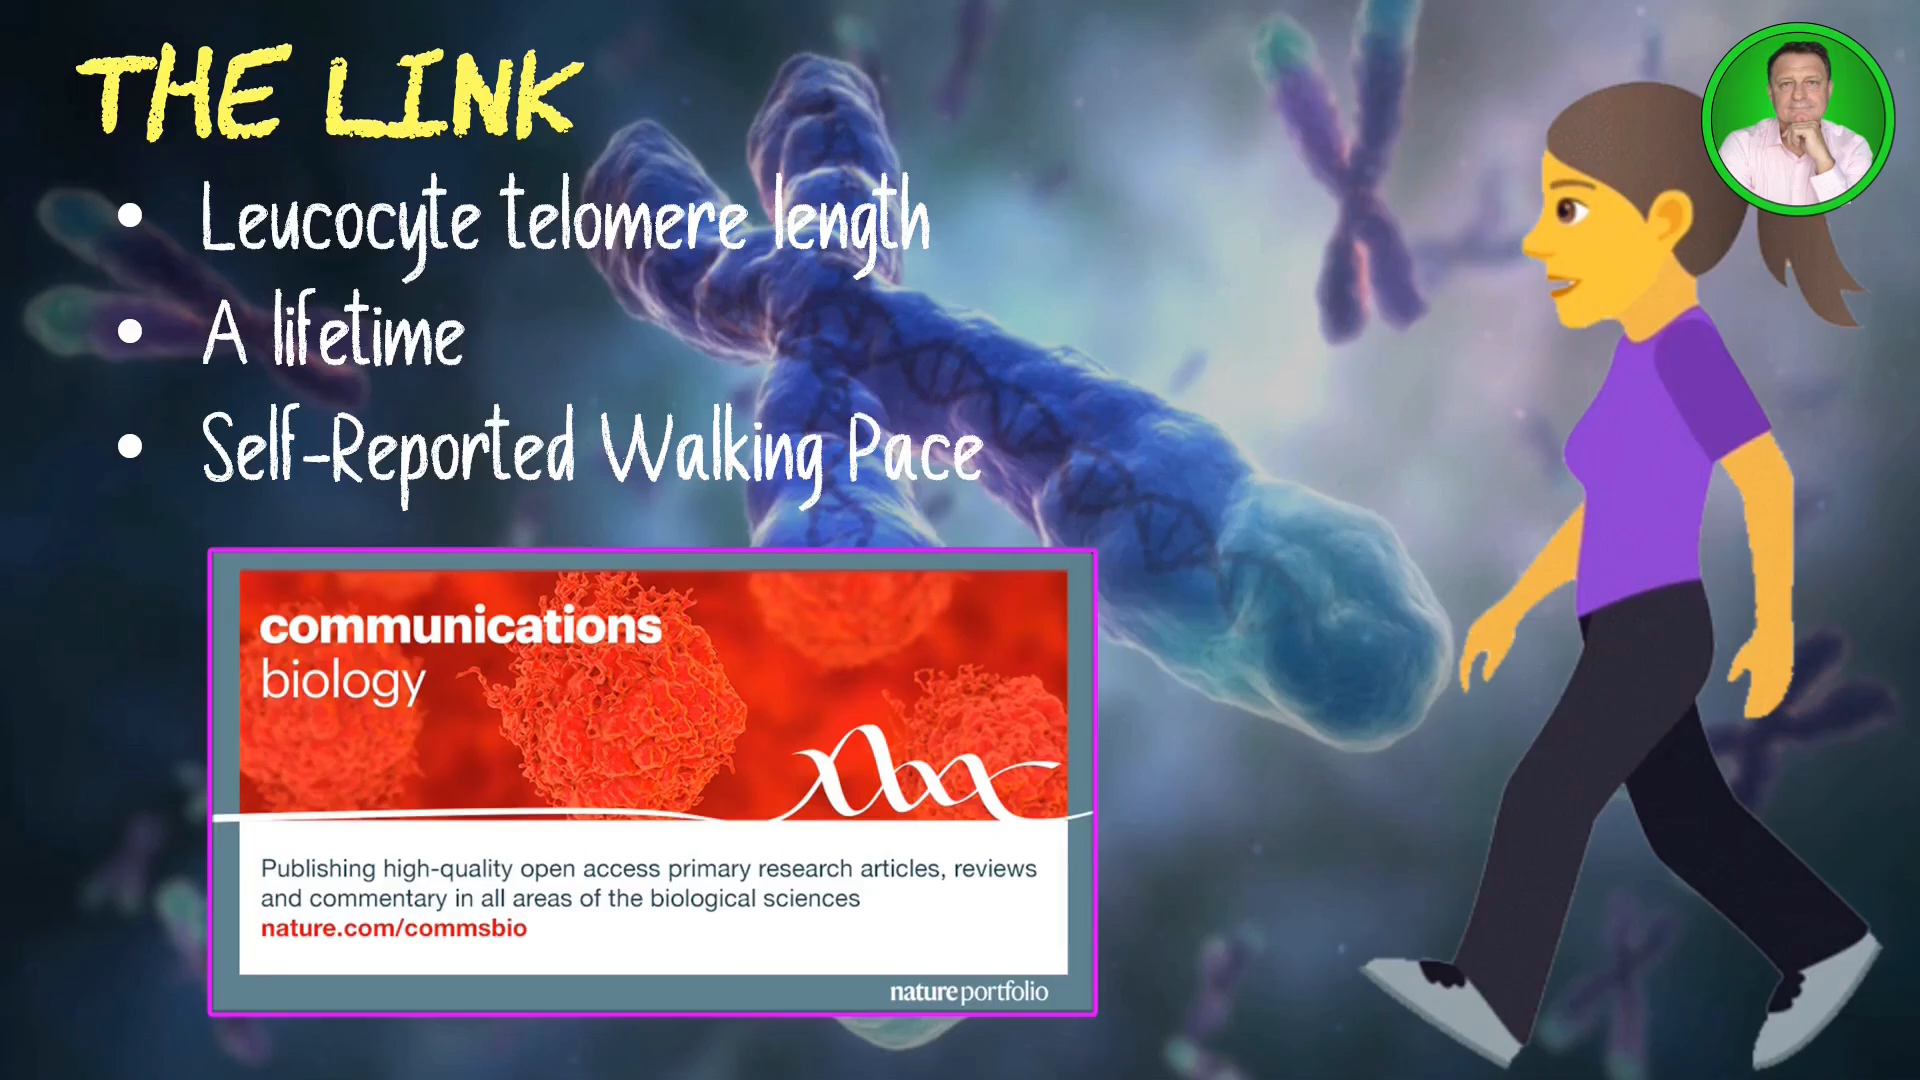 THE LINK
• Leucocyte telomere length
• A lifetime
• Self-Reported Walking Pace
communications
biology
Publishing high-quality open access primary research articles, reviews
and commentary in all areas of the biological sciences
nature.com/commsbio
nature portfolio